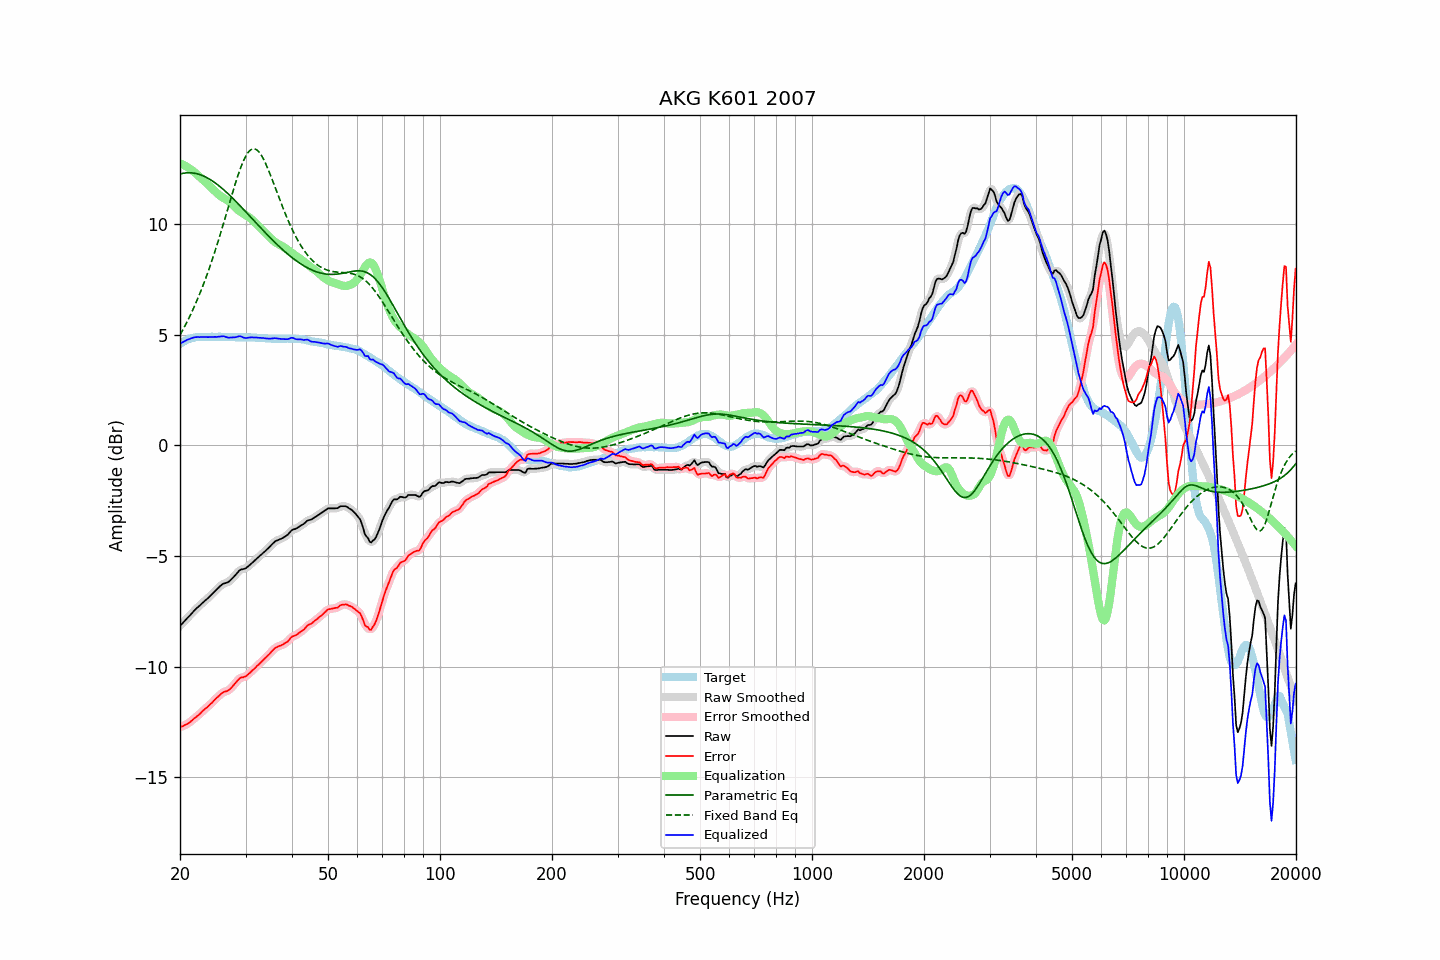 AKG K601 2007
Amplitude (dBr)
10
5
0
−5
−10
−15
Target
Raw Smoothed
Error Smoothed
Raw
Error
Equalization
Parametric Eq
Fixed Band Eq
Equalized
20
50
100
200
500
1000
2000
5000
10000
20000
Frequency (Hz)